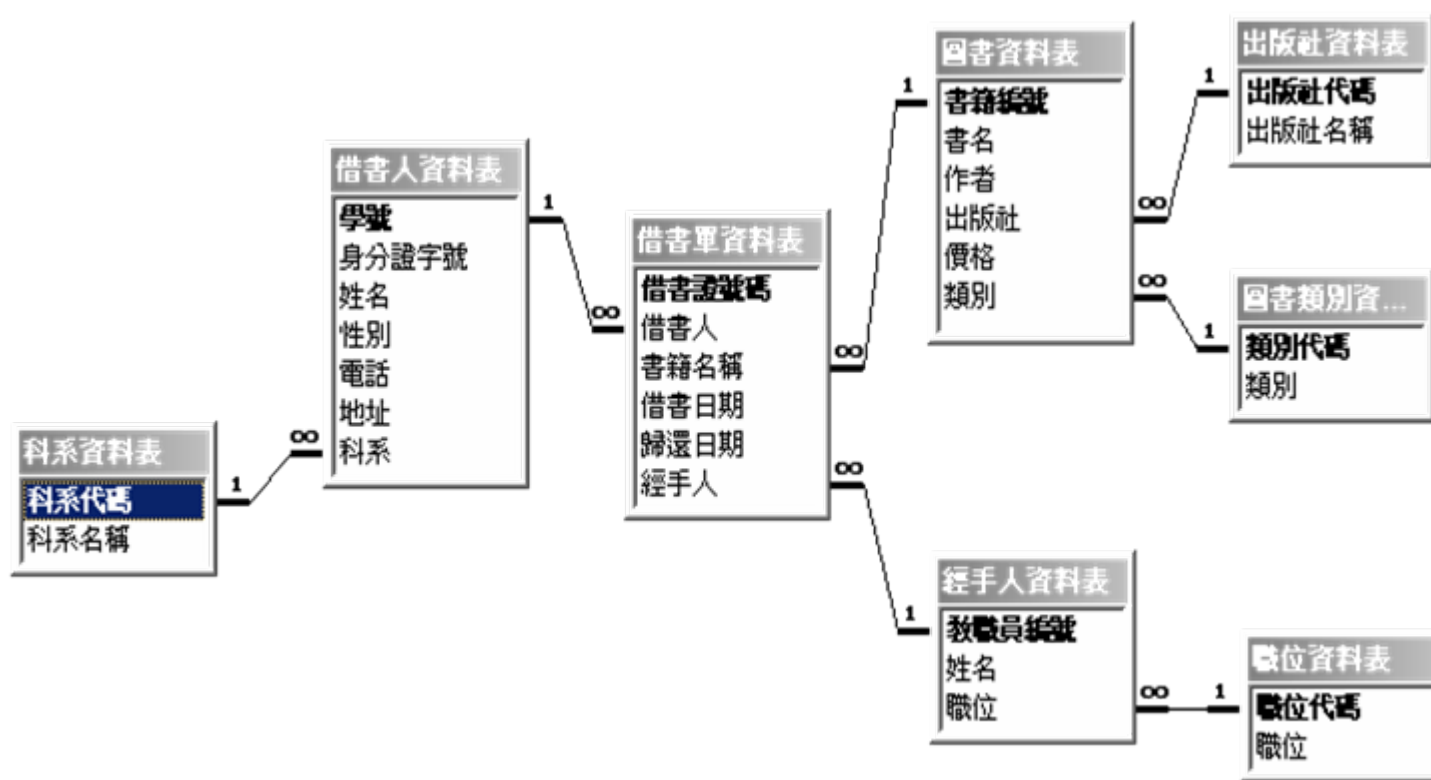 科系資料表
科系代碼
科系名稱
1
∞
借書人資料表
學號
身分證字號
姓名
性別
電話
地址
科系
1
∞
借書單資料表
借書證號碼
借書人
書籍名稱
借書日期
歸還日期
經手人
∞
1
∞
1
圖書資料表
書籍編號
書名
作者
出版社
價格
類別
∞
1
∞
1
出版社資料表
出版社代碼
出版社名稱
圖書類別資...
類別代碼
類別
經手人資料表
教職員編號
姓名
職位
∞
1
職位資料表
職位代碼
職位